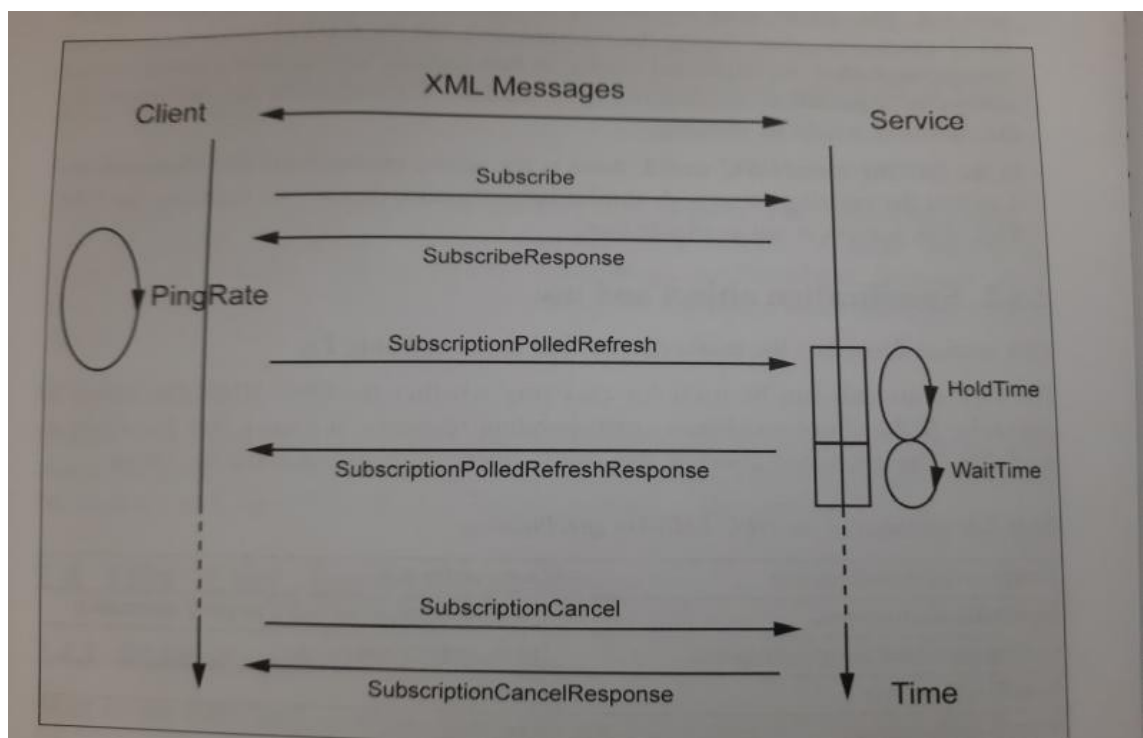 XML Messages
Client
Service
Subscribe
SubscribeResponse
PingRate
SubscriptionPolledRefresh
HoldTime
SubscriptionPolledRefreshResponse
WaitTime
SubscriptionCancel
SubscriptionCancelResponse
Time